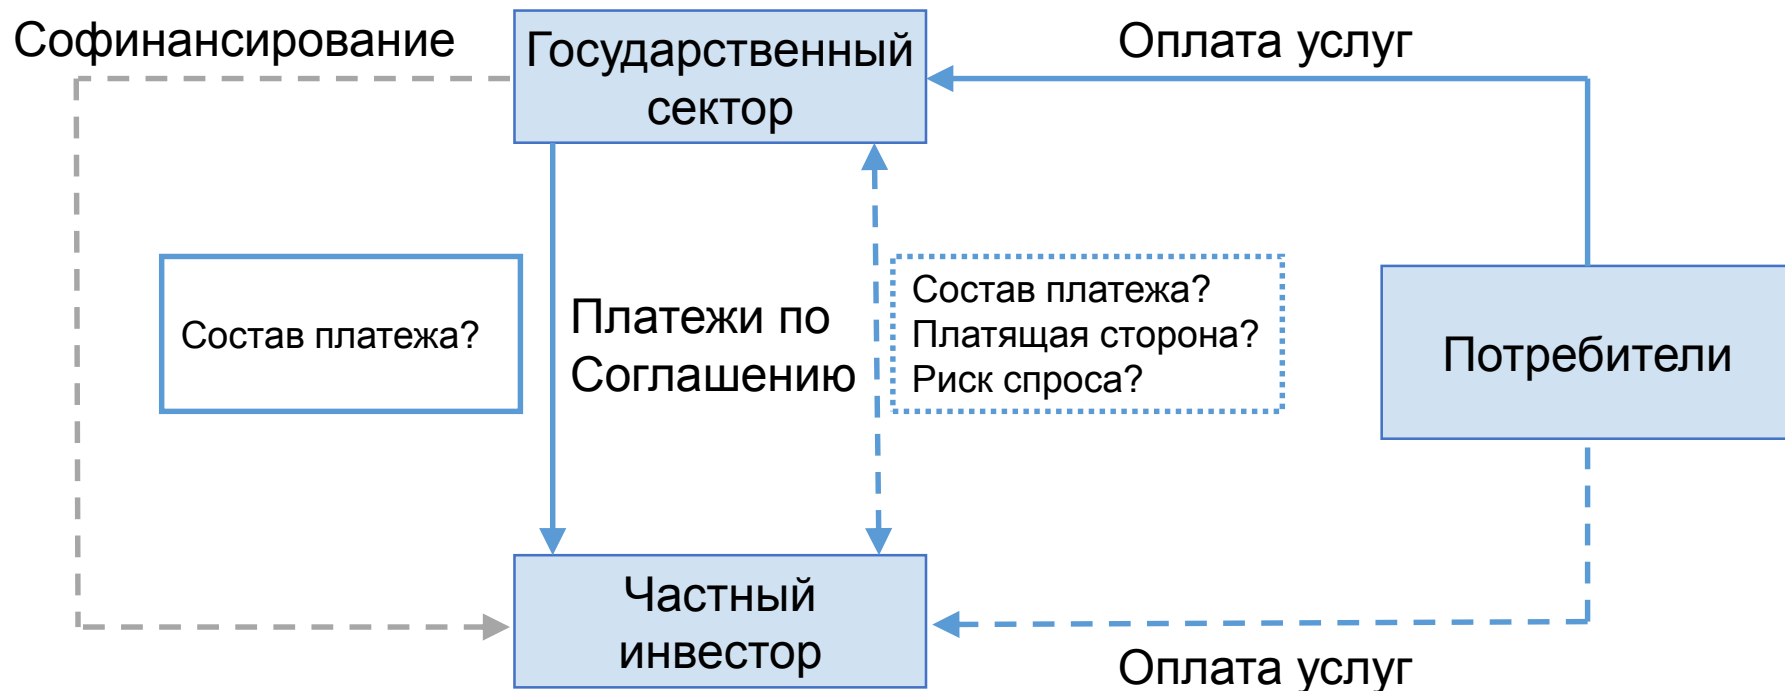 Софинансирование
Государственный
сектор
Оплата услуг
Состав платежа?
Платежи по
Соглашению
Состав платежа?
Платящая сторона?
Риск спроса?
Потребители
Частный
инвестор
Оплата услуг